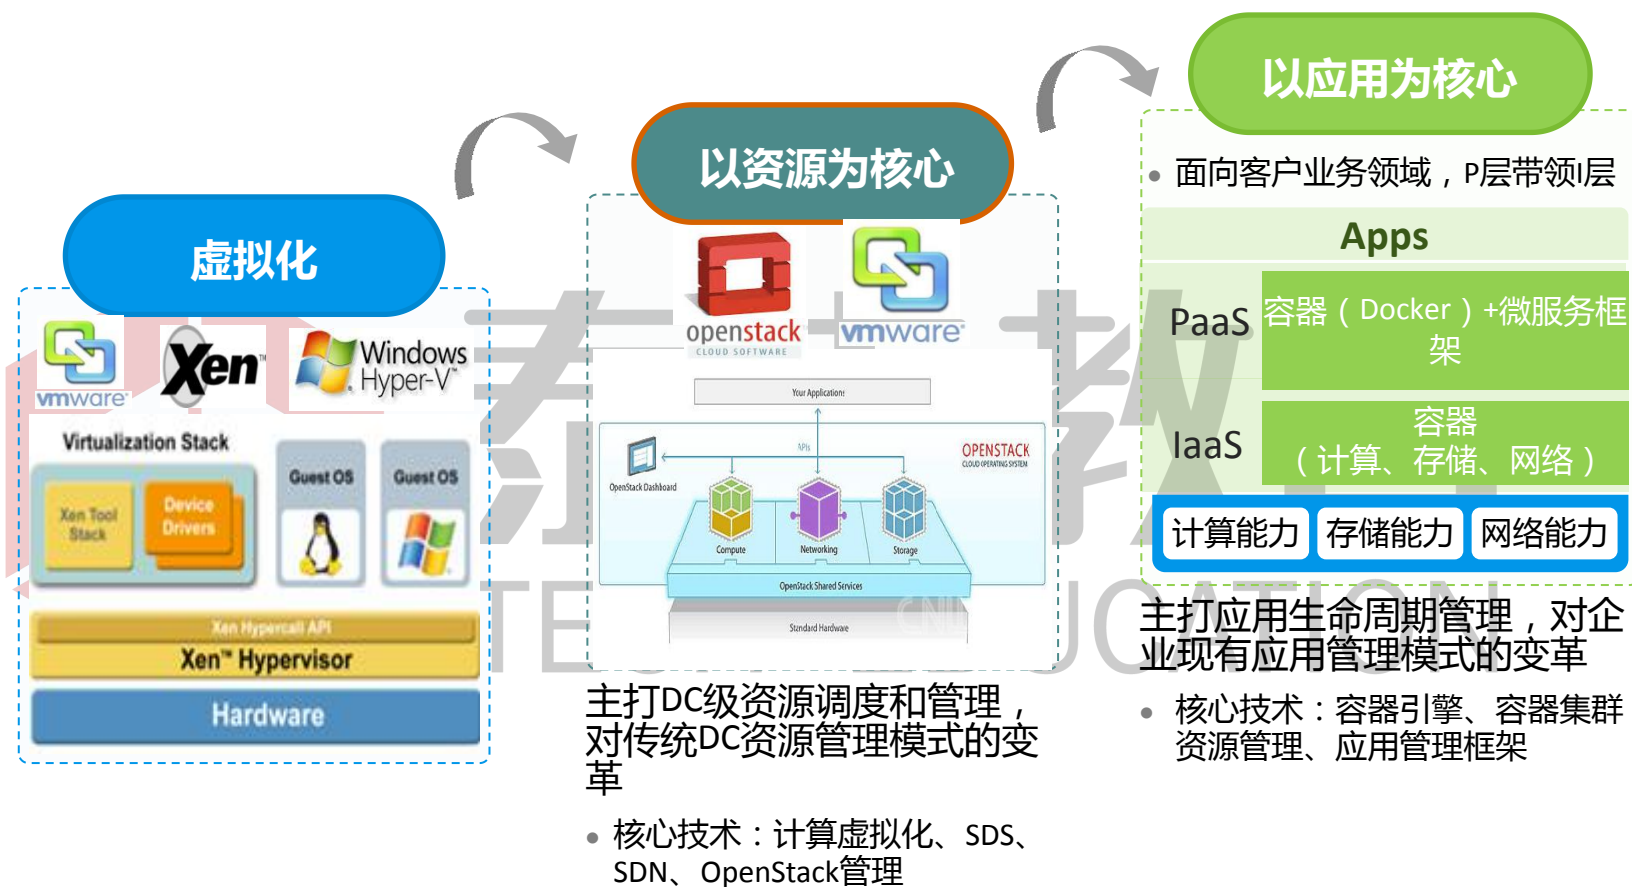 虚拟化
vmware
Xen™
Windows
Hyper-V™
Virtualization Stack
Xen Tool
Stack
Device
Drivers
Guest OS
Guest OS
Xen Hypercall API
Xen™ Hypervisor
Hardware
以资源为核心
openstack
CLOUD SOFTWARE
vmware
Your Applications
APIs
OPENSTACK
CLOUD OPERATING SYSTEM
OpenStack Dashboard
Compute
Networking
Storage
OpenStack Shared Services
Standard Hardware
主打DC级资源调度和管理，
对传统DC资源管理模式的变
革
核心技术：计算虚拟化、SDS、
SDN、OpenStack管理
以应用为核心
面向客户业务领域，P层带领I层
Apps
PaaS
容器（Docker）+微服务框
架
IaaS
容器
（计算、存储、网络）
计算能力
存储能力
网络能力
主打应用生命周期管理，对企
业现有应用管理模式的变革
核心技术：容器引擎、容器集群
资源管理、应用管理框架